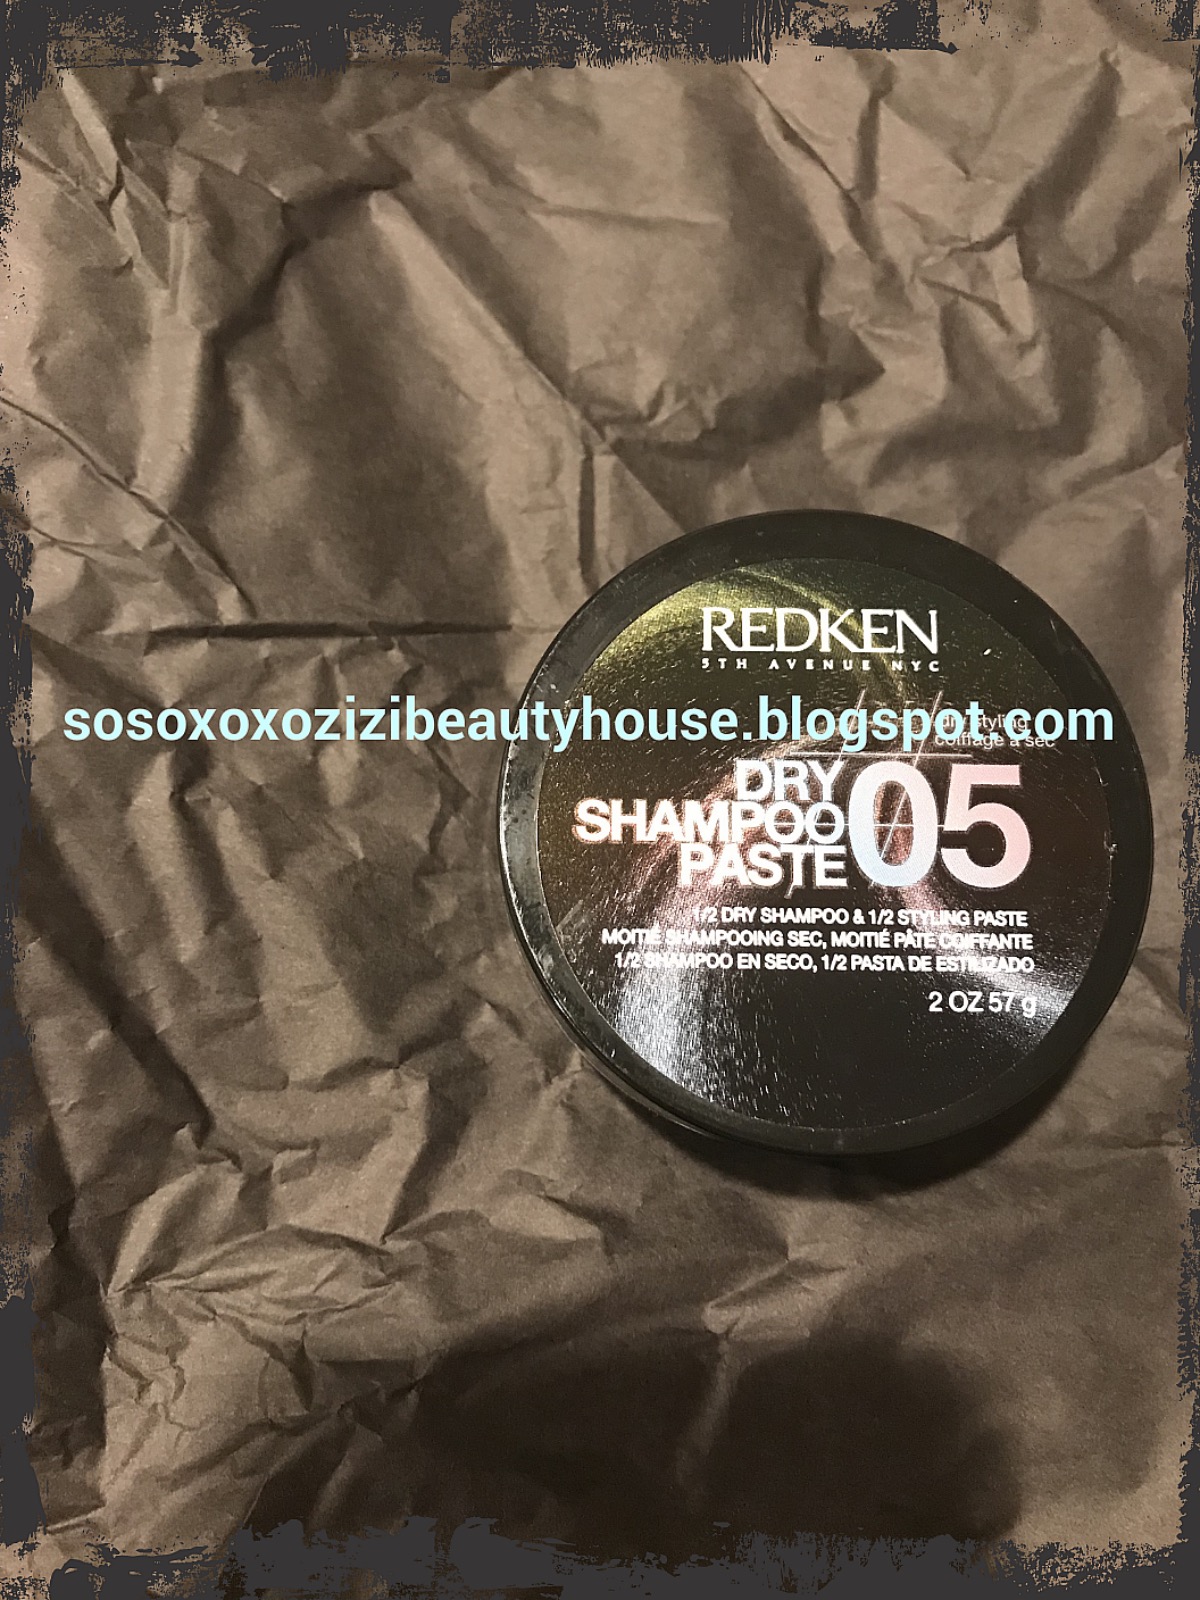 REDKEN
5TH AVENUE NYC
sosoxoxozizibeautyhouse.blogspot.com
dry styling
coiffage à sec
DRY
SHAMPOO
PASTE
05
1/2 DRY SHAMPOO & 1/2 STYLING PASTE
MOITIÉ SHAMPOOING SEC, MOITIÉ PÂTE COIFFANTE
1/2 SHAMPOO EN SECO, 1/2 PASTA DE ESTILIZADO
2 OZ 57 g